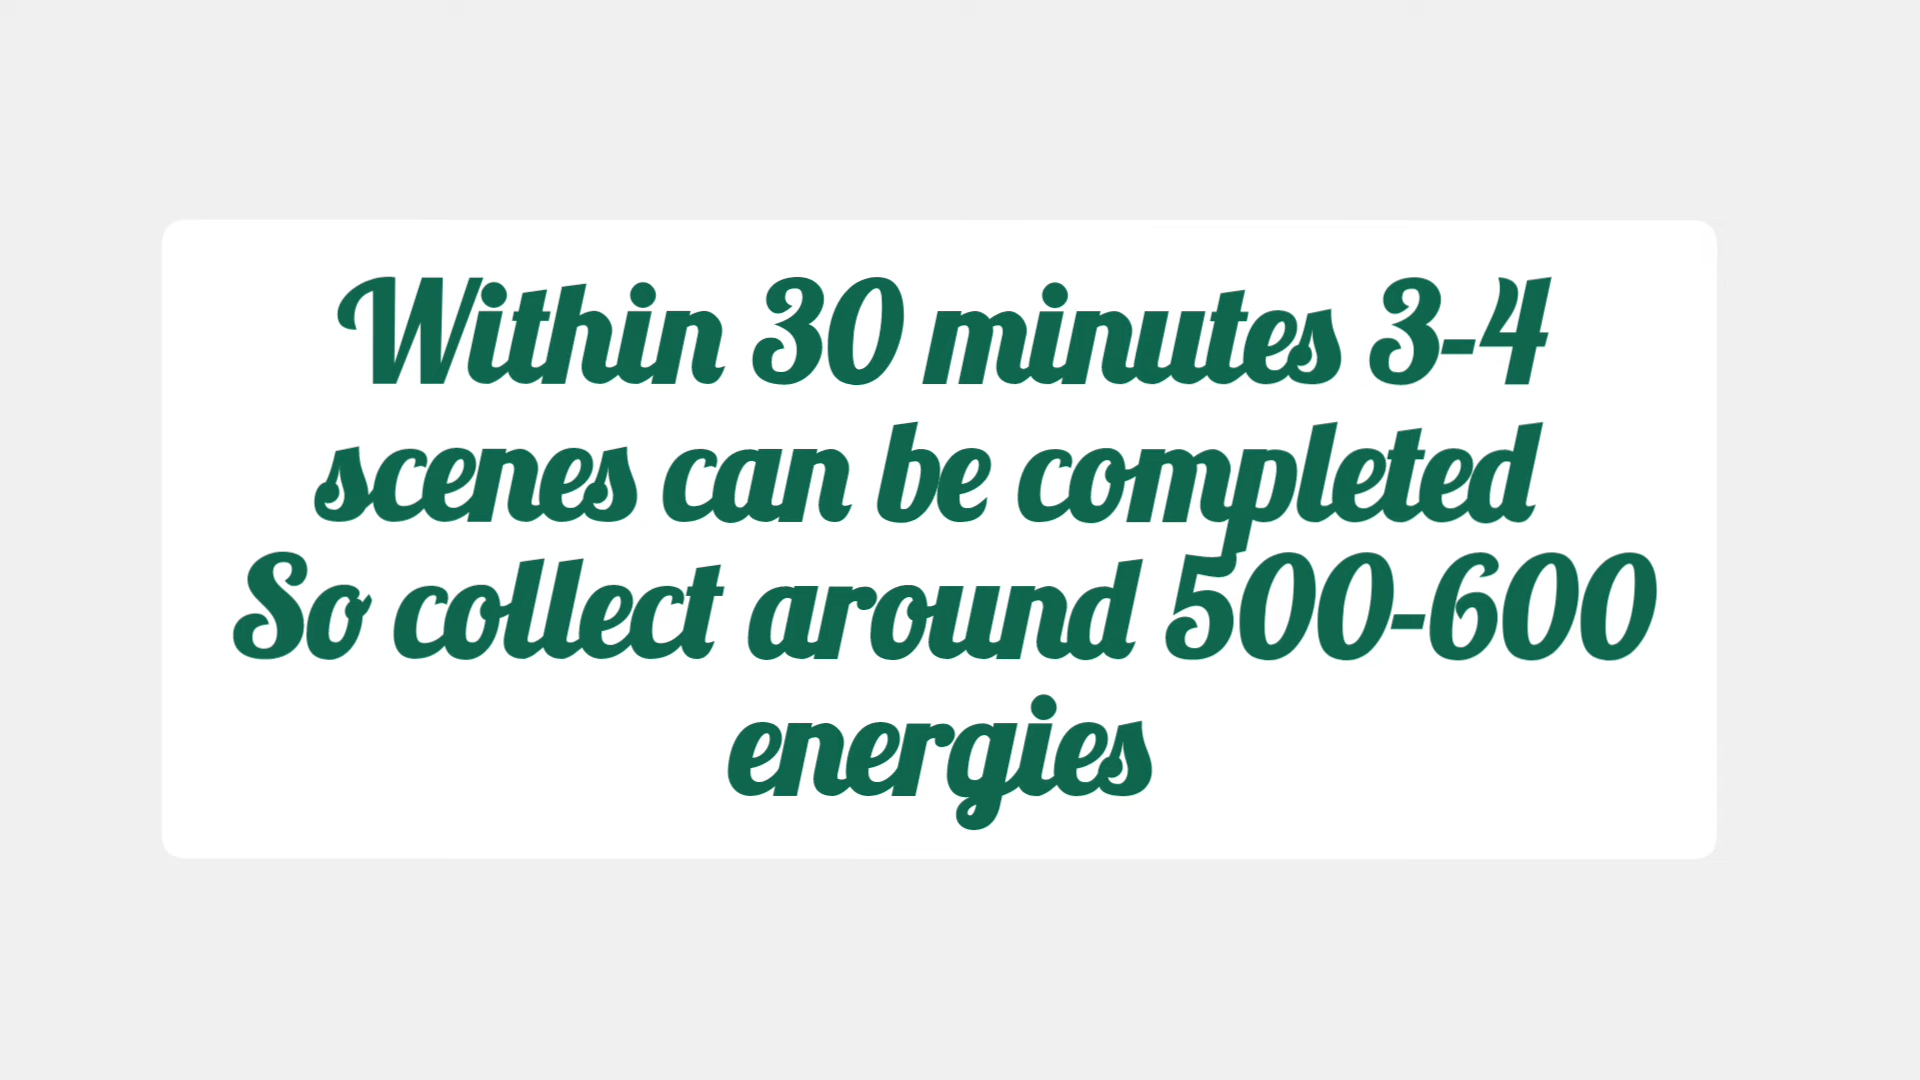 Within 30 minutes 3-4
scenes can be completed
So collect around 500-600
energies